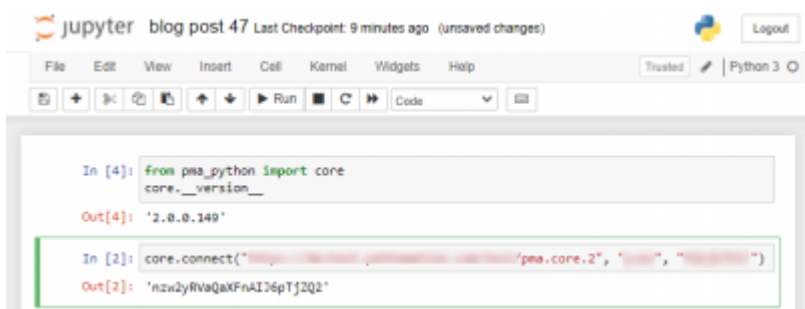 jupyter blog post 47 Last Checkpoint: 9 minutes ago (unsaved changes)
Logout
File Edit View Insert Cell Kernel Widgets Help Trusted Python 3
Run Code
In [4]: from pma_python import core
core.__version__
Out[4]: '2.0.0.149'
In [2]: core.connect(" /pma.core.2", " ", " ")
Out[2]: 'nzw2yRVaQaXFnAIJ6pTjZQ2'